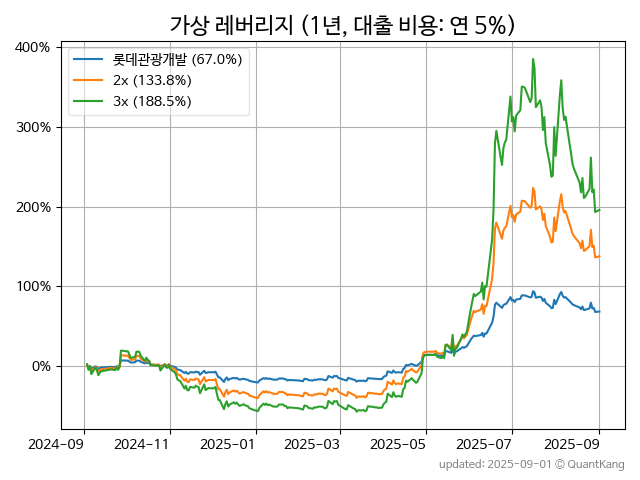 가상 레버리지 (1년, 대출 비용: 연 5%)
400%
300%
200%
100%
0%
롯데관광개발 (67.0%)
2x (133.8%)
3x (188.5%)
2024-09
2024-11
2025-01
2025-03
2025-05
2025-07
2025-09
updated: 2025-09-01 © QuantKang